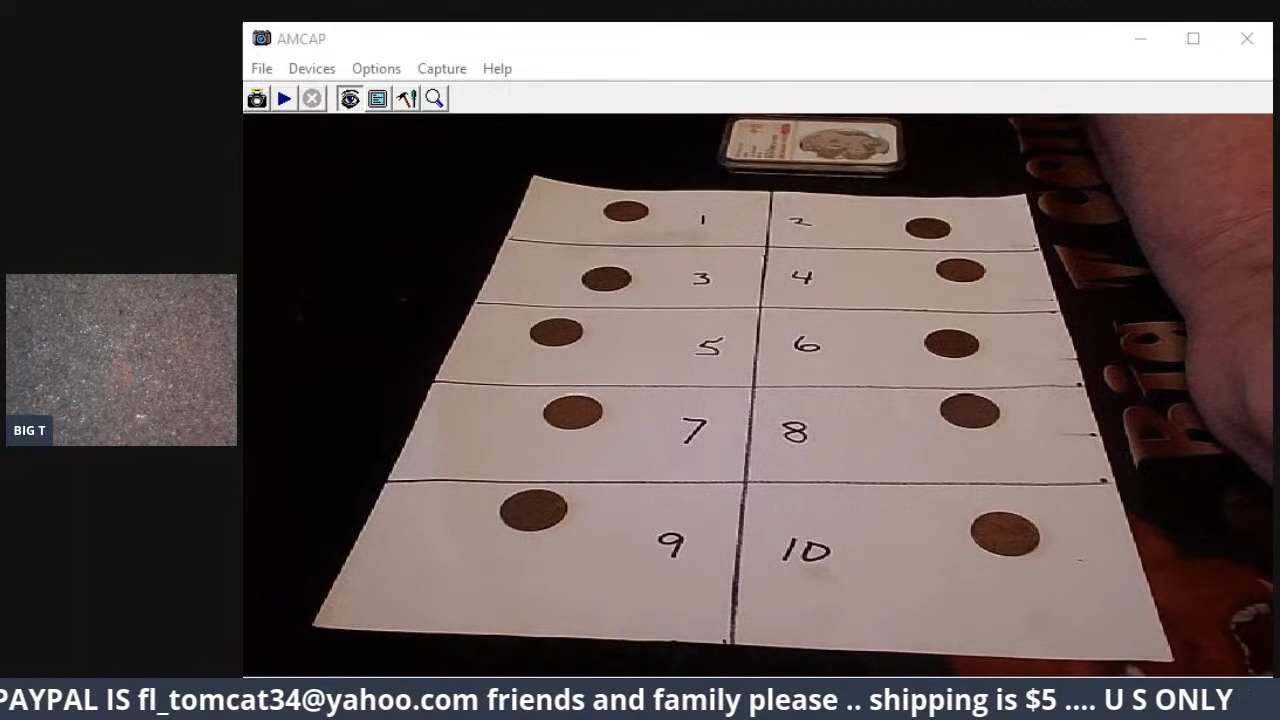 AMCAP
File Devices Options Capture Help
1 2
3 4
5 6
7 8
9 10
Big
BIG T
PAYPAL IS fl_tomcat34@yahoo.com friends and family please .. shipping is $5 .... U S ONLY